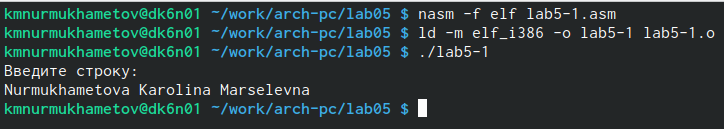 kmnurmukhametov@dk6n01 ~/work/arch-pc/lab05 $ nasm -f elf lab5-1.asm
kmnurmukhametov@dk6n01 ~/work/arch-pc/lab05 $ ld -m elf_i386 -o lab5-1 lab5-1.o
kmnurmukhametov@dk6n01 ~/work/arch-pc/lab05 $ ./lab5-1
Введите строку:
Nurmukhametova Karolina Marselevna
kmnurmukhametov@dk6n01 ~/work/arch-pc/lab05 $